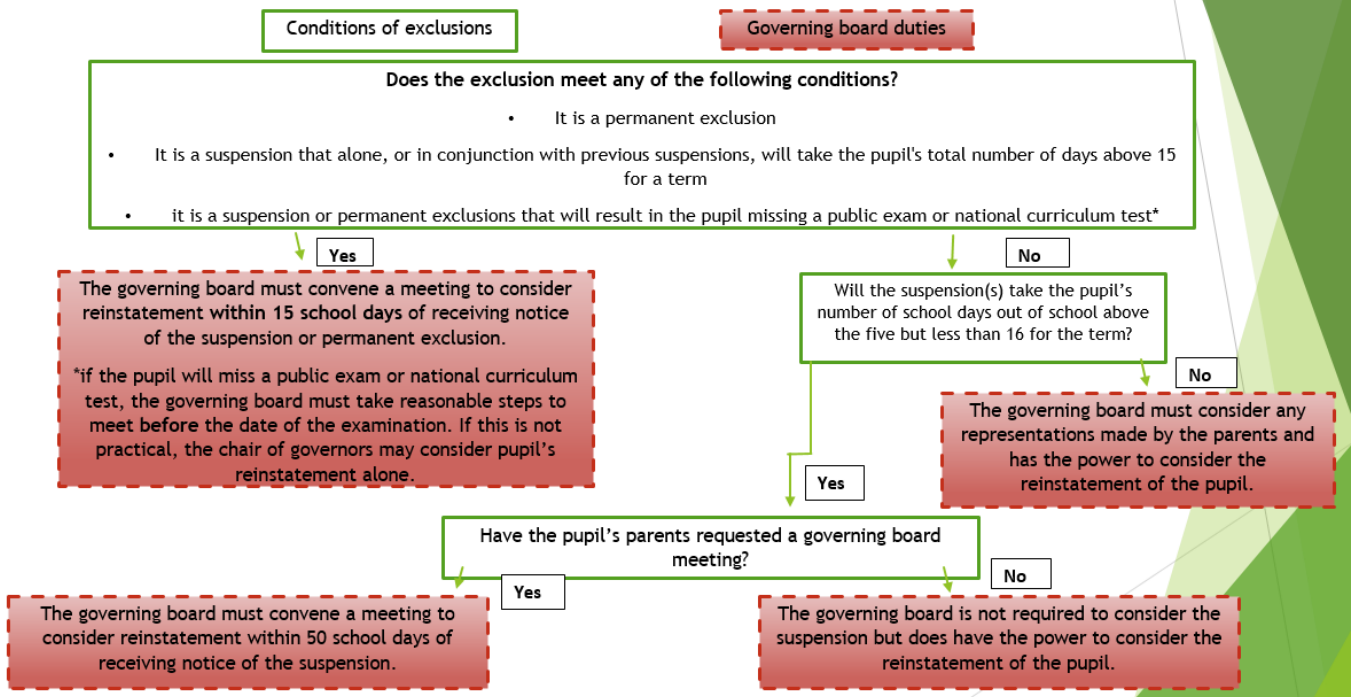 Conditions of exclusions
Governing board duties
Does the exclusion meet any of the following conditions?
• It is a permanent exclusion
• It is a suspension that alone, or in conjunction with previous suspensions, will take the pupil's total number of days above 15
for a term
• it is a suspension or permanent exclusions that will result in the pupil missing a public exam or national curriculum test*
Yes
No
The governing board must convene a meeting to consider
reinstatement within 15 school days of receiving notice
of the suspension or permanent exclusion.
*if the pupil will miss a public exam or national curriculum
test, the governing board must take reasonable steps to
meet before the date of the examination. If this is not
practical, the chair of governors may consider pupil's
reinstatement alone.
Will the suspension(s) take the pupil's
number of school days out of school above
the five but less than 16 for the term?
No
The governing board must consider any
representations made by the parents and
has the power to consider the
reinstatement of the pupil.
Yes
Have the pupil's parents requested a governing board
meeting?
Yes
No
The governing board must convene a meeting to
consider reinstatement within 50 school days of
receiving notice of the suspension.
The governing board is not required to consider the
suspension but does have the power to consider the
reinstatement of the pupil.